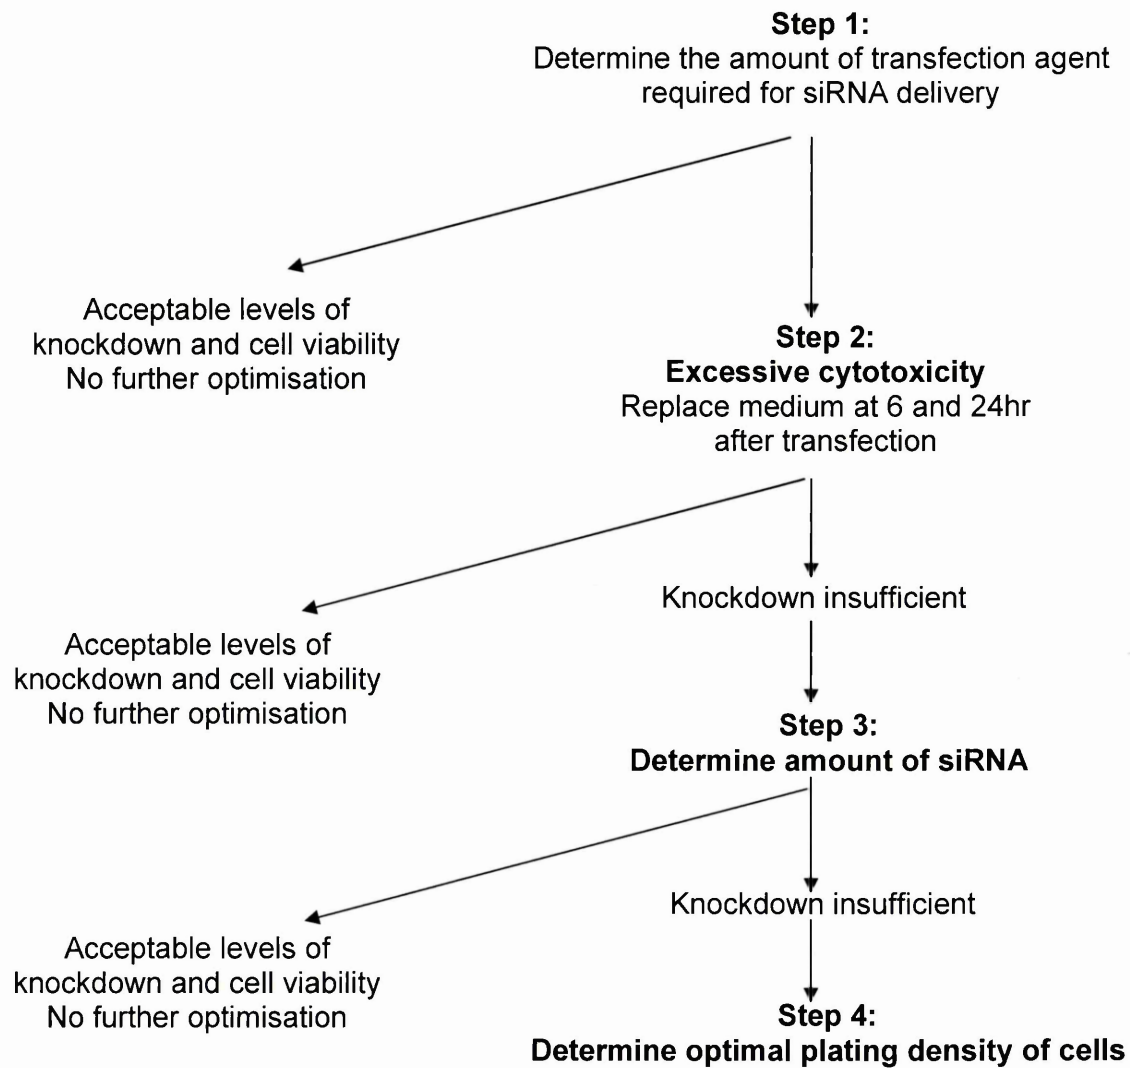 Step 1:
Determine the amount of transfection agent
required for siRNA delivery
Acceptable levels of
knockdown and cell viability
No further optimisation
Step 2:
Excessive cytotoxicity
Replace medium at 6 and 24hr
after transfection
Knockdown insufficient
Acceptable levels of
knockdown and cell viability
No further optimisation
Step 3:
Determine amount of siRNA
Knockdown insufficient
Acceptable levels of
knockdown and cell viability
No further optimisation
Step 4:
Determine optimal plating density of cells